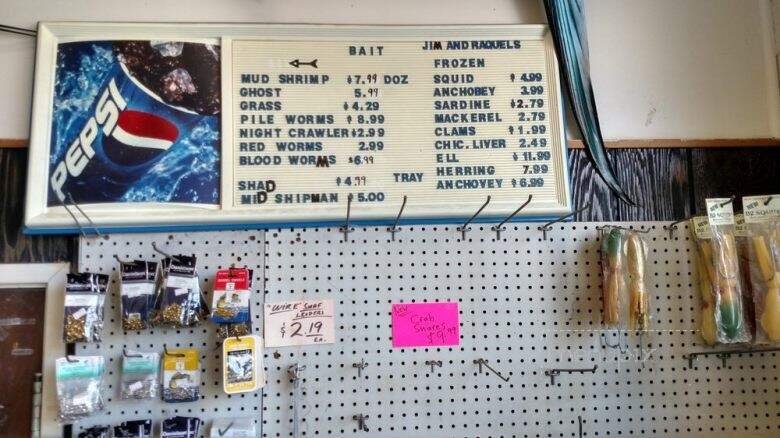 PEPSI
BAIT
MUD SHRIMP $7.99 DOZ
GHOST 5.99
GRASS $4.29
PILE WORMS $8.99
NIGHT CRAWLER $2.99
RED WORMS 2.99
BLOOD WORMS $6.99
SHAD $4.99 TRAY
MID SHIPMAN $5.00
JIM AND RAQUELS
FROZEN
SQUID $4.99
ANCHOBEY 3.99
SARDINE $2.79
MACKEREL 2.79
CLAMS $1.99
CHIC. LIVER 2.49
ELL $11.99
HERRING 7.99
ANCHOVEY $6.99
"WIRE" SURF
LEADERS
$2.19
EA.
New
Crab
Snares
$9.99